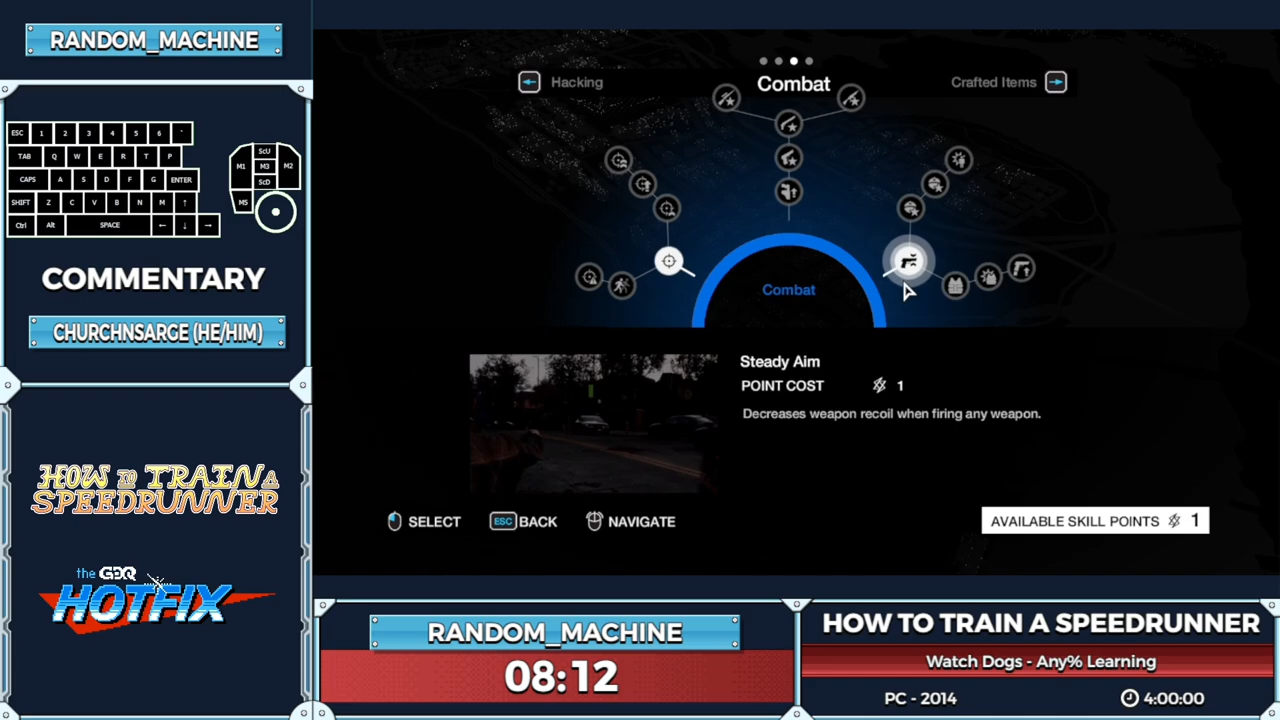 RANDOM_MACHINE
ESC 1 2 3 4 5 6
TAB Q W E R T P
CAPS A S D F G ENTER
SHIFT Z X C V B N M ↑
Ctrl Alt SPACE ← ↓ →
M1 ScU M3 ScD M2 M5
COMMENTARY
CHURCHNSARGE (HE/HIM)
HOW TO TRAIN A
SPEEDRUNNER
the GDQ
HOTFIX
Hacking
Combat
Crafted Items
Combat
Steady Aim
POINT COST 1
Decreases weapon recoil when firing any weapon.
SELECT ESC BACK NAVIGATE
AVAILABLE SKILL POINTS 1
RANDOM_MACHINE
08:12
HOW TO TRAIN A SPEEDRUNNER
Watch Dogs - Any% Learning
PC - 2014 4:00:00